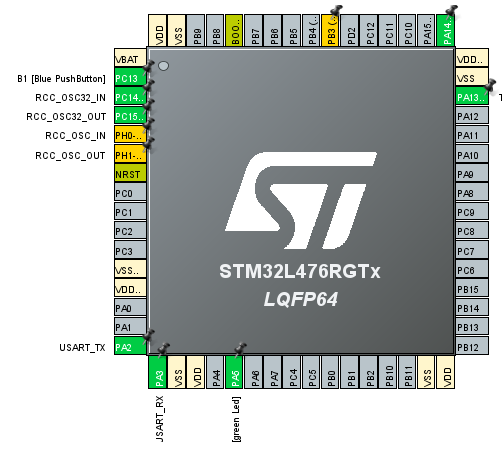 VDD
VSS
PB9
PB8
BOO..
PB7
PB6
PB5
PB4 (..
PB3 (..
PD2
PC12
PC11
PC10
PA15..
PA14..
VBAT
B1 [Blue PushButton] PC13
RCC_OSC32_IN PC14..
RCC_OSC32_OUT PC15..
RCC_OSC_IN PH0-..
RCC_OSC_OUT PH1-..
NRST
PC0
PC1
PC2
PC3
VSS..
VDD..
PA0
PA1
USART_TX PA2
VDD..
VSS
PA13..
PA12
PA11
PA10
PA9
PA8
PC9
PC8
PC7
PC6
PB15
PB14
PB13
PB12
ST
STM32L476RGTx
LQFP64
PA3
VSS
VDD
PA4
PA5
PA6
PA7
PC4
PC5
PB0
PB1
PB2
PB10
PB11
VSS
VDD
USART_RX
[green Led]